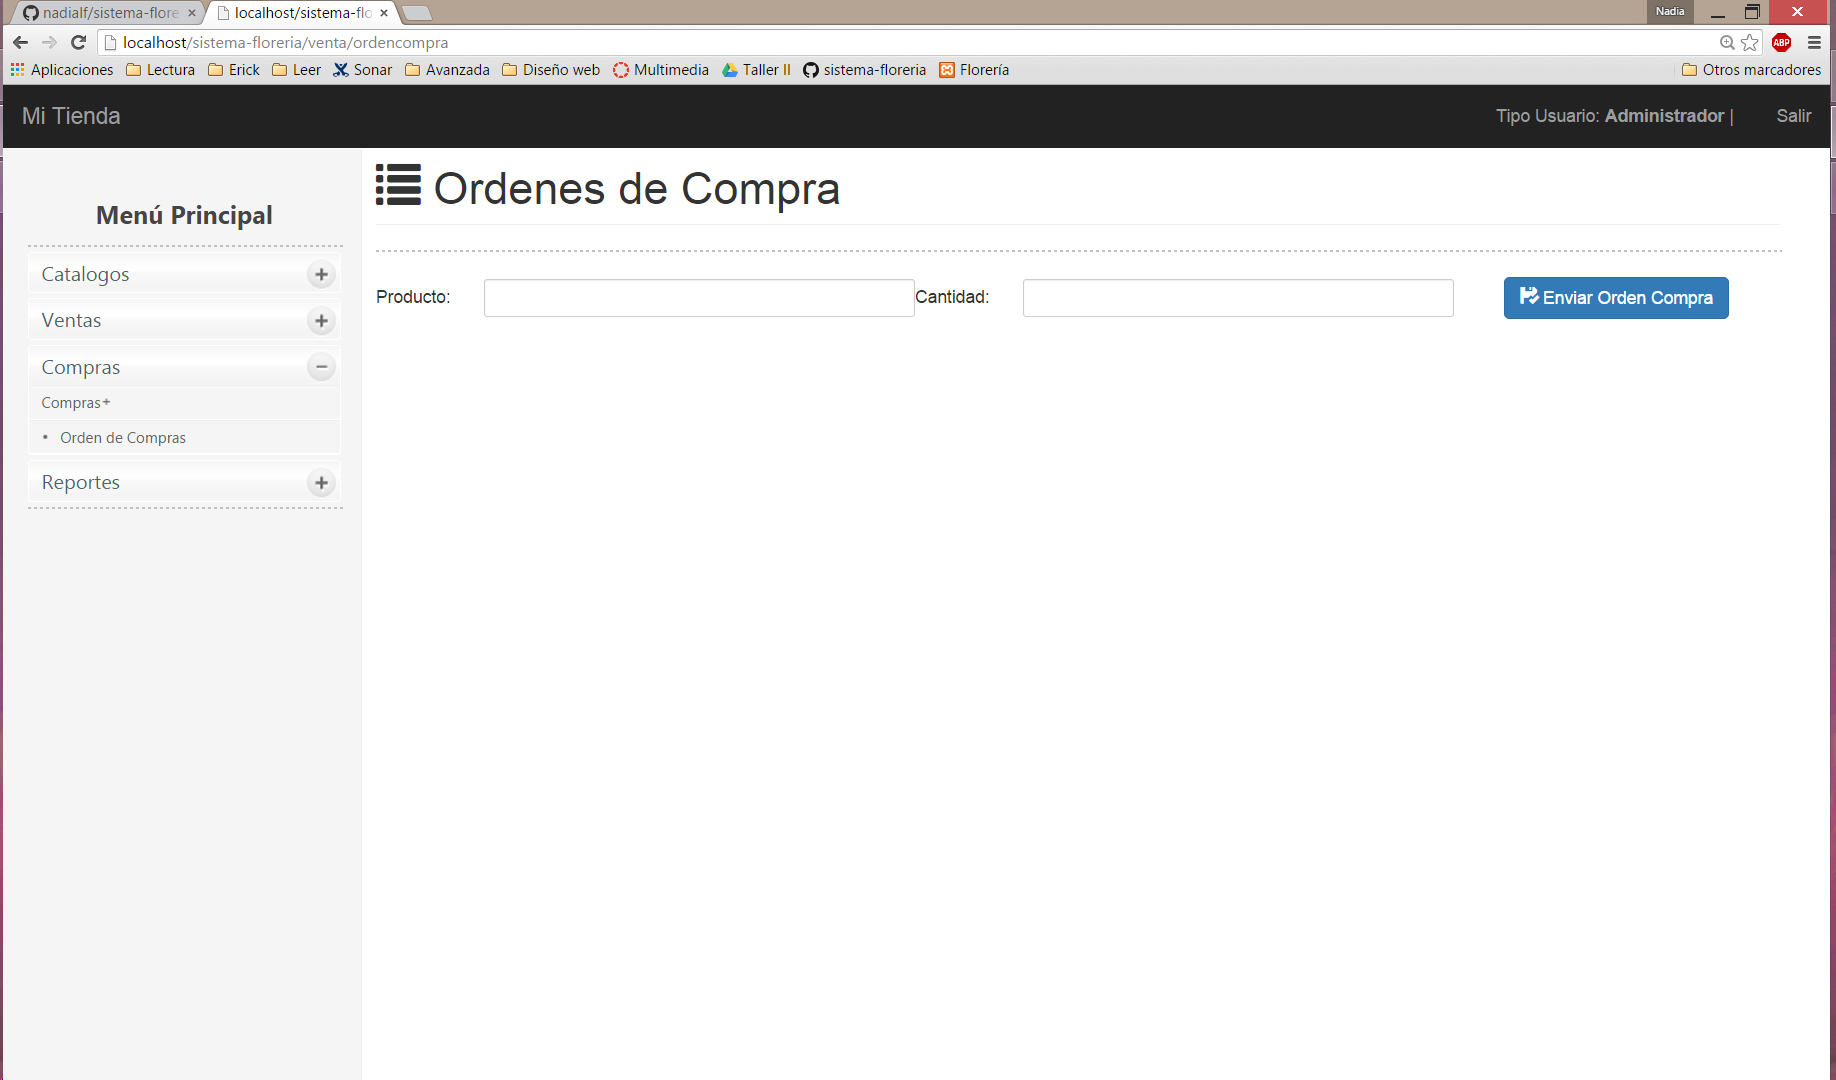 nadialf/sistema-flore
localhost/sistema-flo
Nadia
localhost/sistema-floreria/venta/ordencompra
ABP
Aplicaciones Lectura Erick Leer Sonar Avanzada Diseño web Multimedia Taller II sistema-floreria Florería Otros marcadores
Mi Tienda
Tipo Usuario: Administrador |
Salir
Menú Principal
Catalogos
Ventas
Compras
Compras+
• Orden de Compras
Reportes
Ordenes de Compra
Producto:
Cantidad:
Enviar Orden Compra